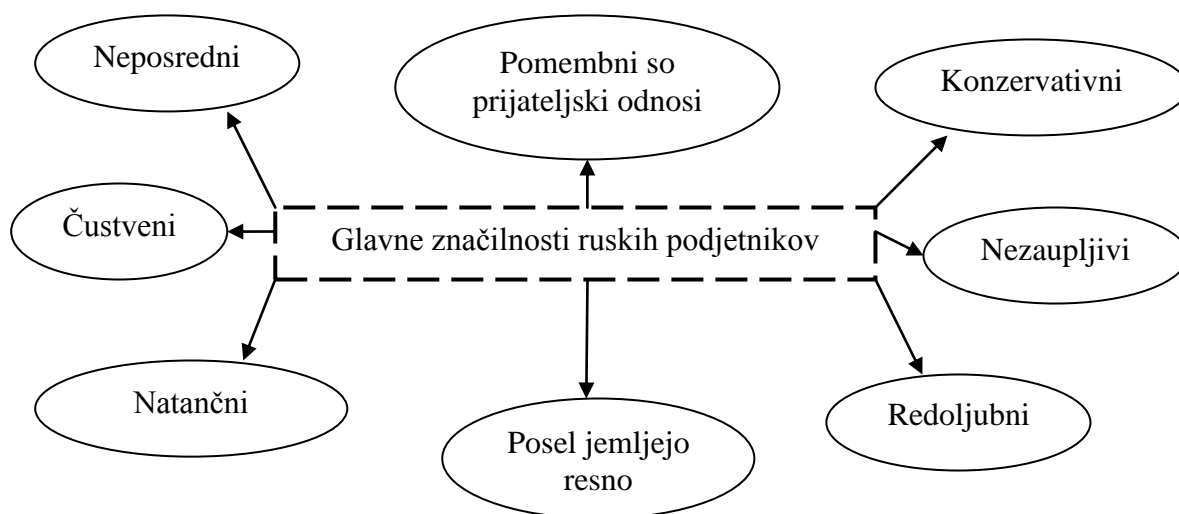 Neposredni
Pomembni so
prijateljski odnosi
Konzervativni
Čustveni
Glavne značilnosti ruskih podjetnikov
Nezaupljivi
Natančni
Posel jemljejo
resno
Redoljubni